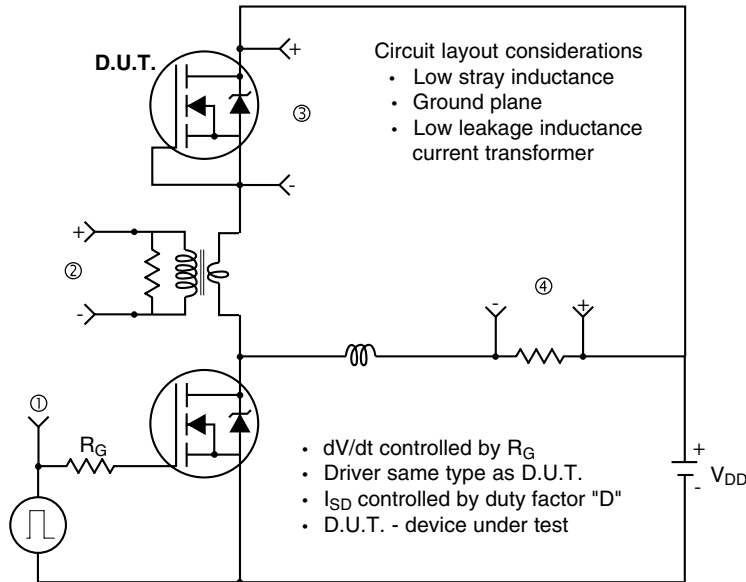 D.U.T.
+
③
-
Circuit layout considerations
• Low stray inductance
• Ground plane
• Low leakage inductance
current transformer
+
②
-
-
④
+
①
R_G
• dV/dt controlled by R_G
• Driver same type as D.U.T.
• I_SD controlled by duty factor "D"
• D.U.T. - device under test
+
-
V_DD